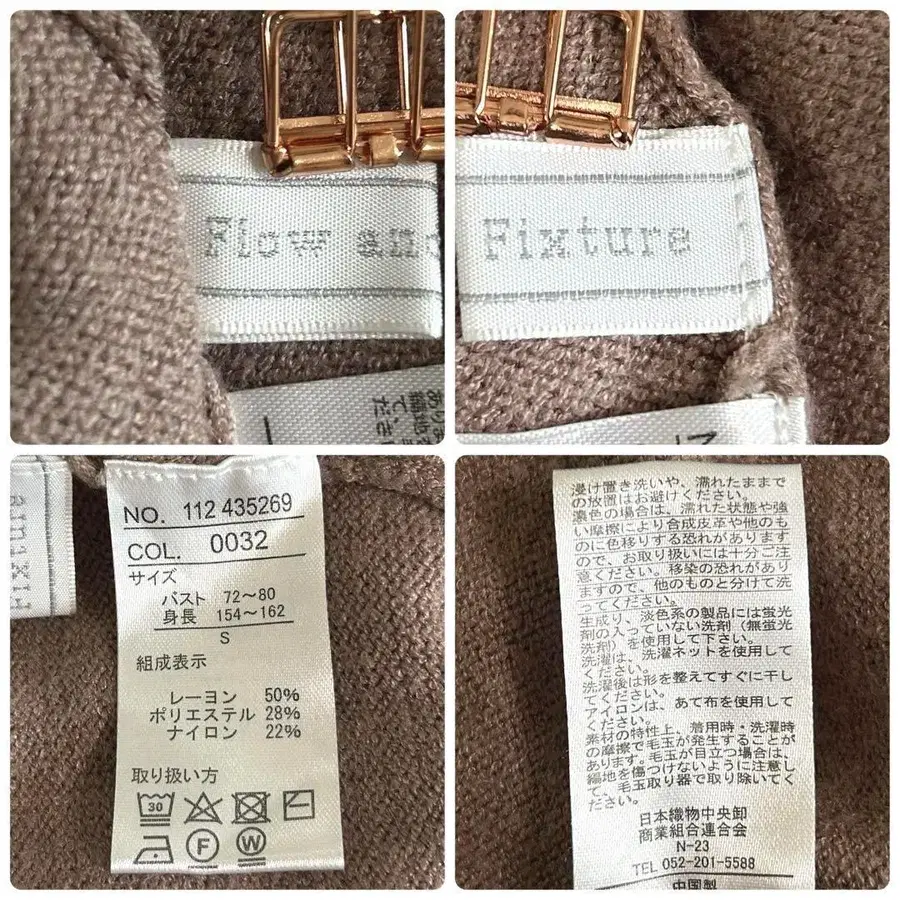 Flow and
Fixture
あり
編地
で、
ださい
NO. 112 435269
COL. 0032
サイズ
バスト 72～80
身長 154～162
S
組成表示
レーヨン 50%
ポリエステル 28%
ナイロン 22%
取り扱い方
30
F
W
浸け置き洗いや、濡れたままで
の放置はお避けください。
濃色の場合は、濡れた状態や強
い摩擦により合成皮革や他のも
のに色移りする恐れがあります
ので、お取り扱いには十分ご注
意ください。移染の恐れがあり
ますので、他のものと分けて洗
ってください。
生成り、淡色系の製品には蛍光
剤の入っていない洗剤（無蛍光
洗剤）を使用して下さい。
洗濯は、洗濯ネットを使用して
ください。
洗濯後は形を整えてすぐに干し
てください。
アイロンは、あて布を使用して
ください。
素材の特性上、着用時・洗濯時
の摩擦で毛玉が発生することが
あります。毛玉が目立つ場合は、
編地を傷つけないように注意し
て、毛玉取り器で取り除いてく
ださい。
日本織物中央卸
商業組合連合会
N-23
TEL 052-201-5588
中国製